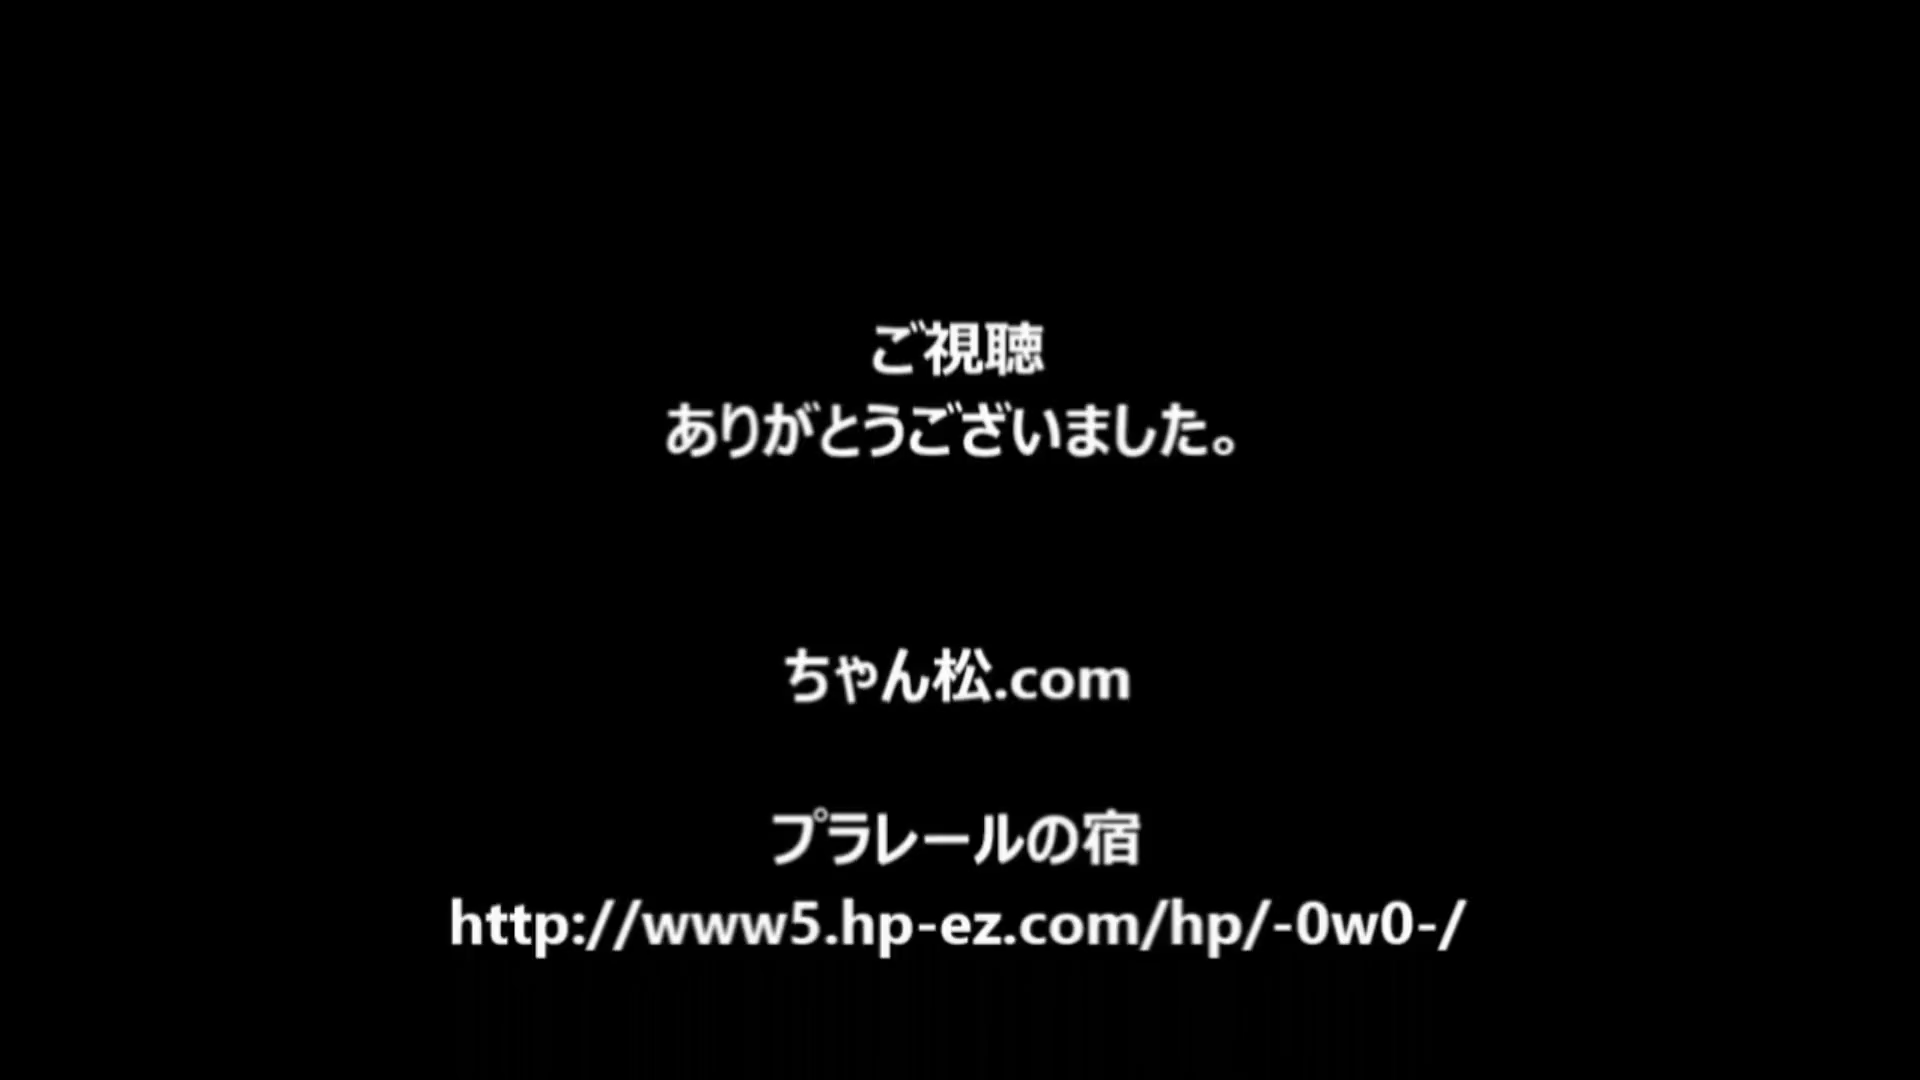 ご視聴
ありがとうございました。
ちゃん松.com
プラレールの宿
http://www5.hp-ez.com/hp/-0w0-/